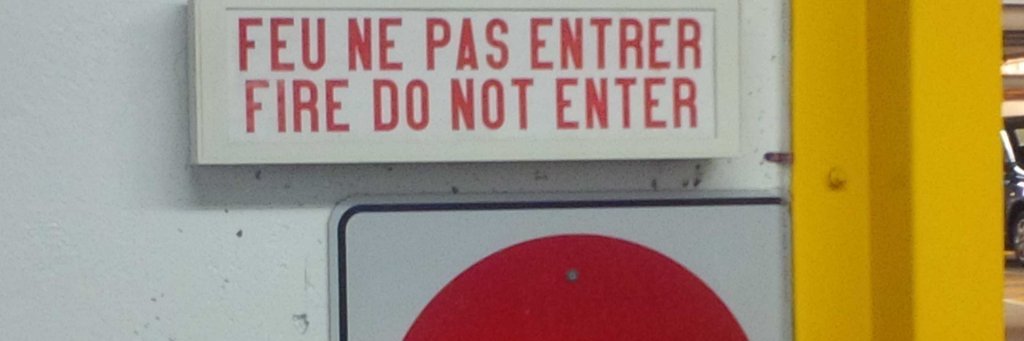 FEU NE PAS ENTRER
FIRE DO NOT ENTER